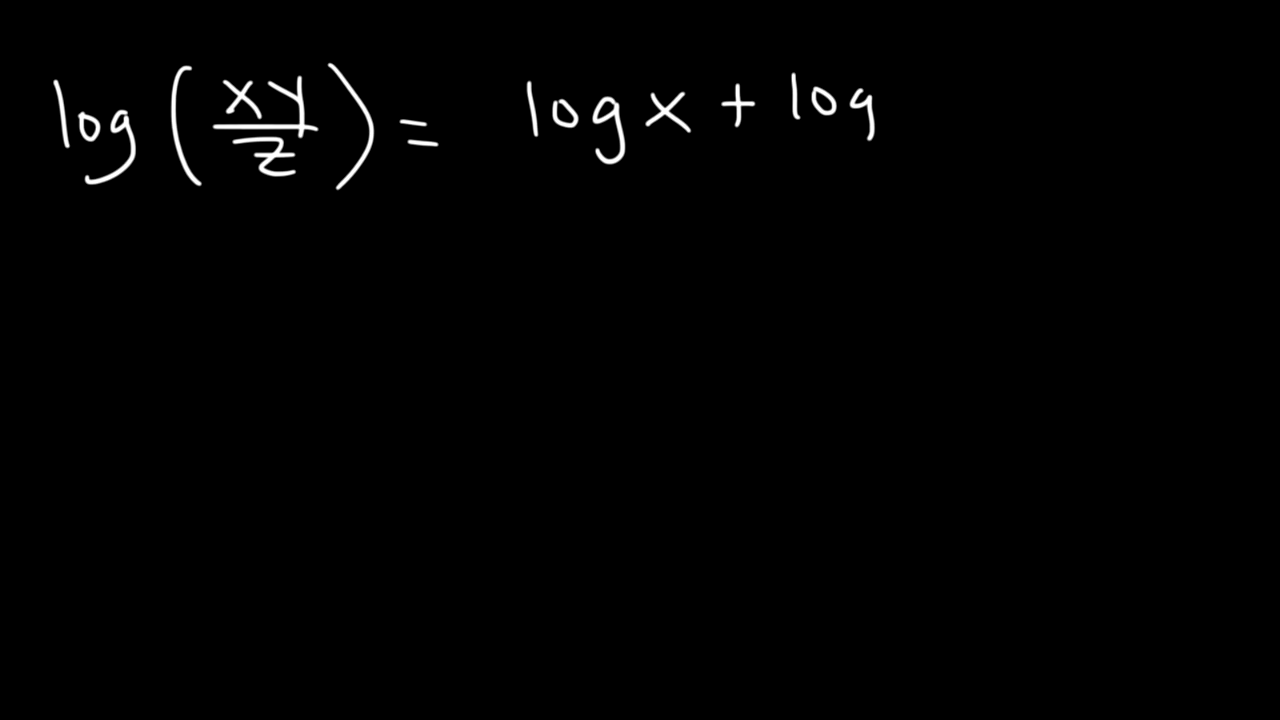 log (xy/z) = log x + log